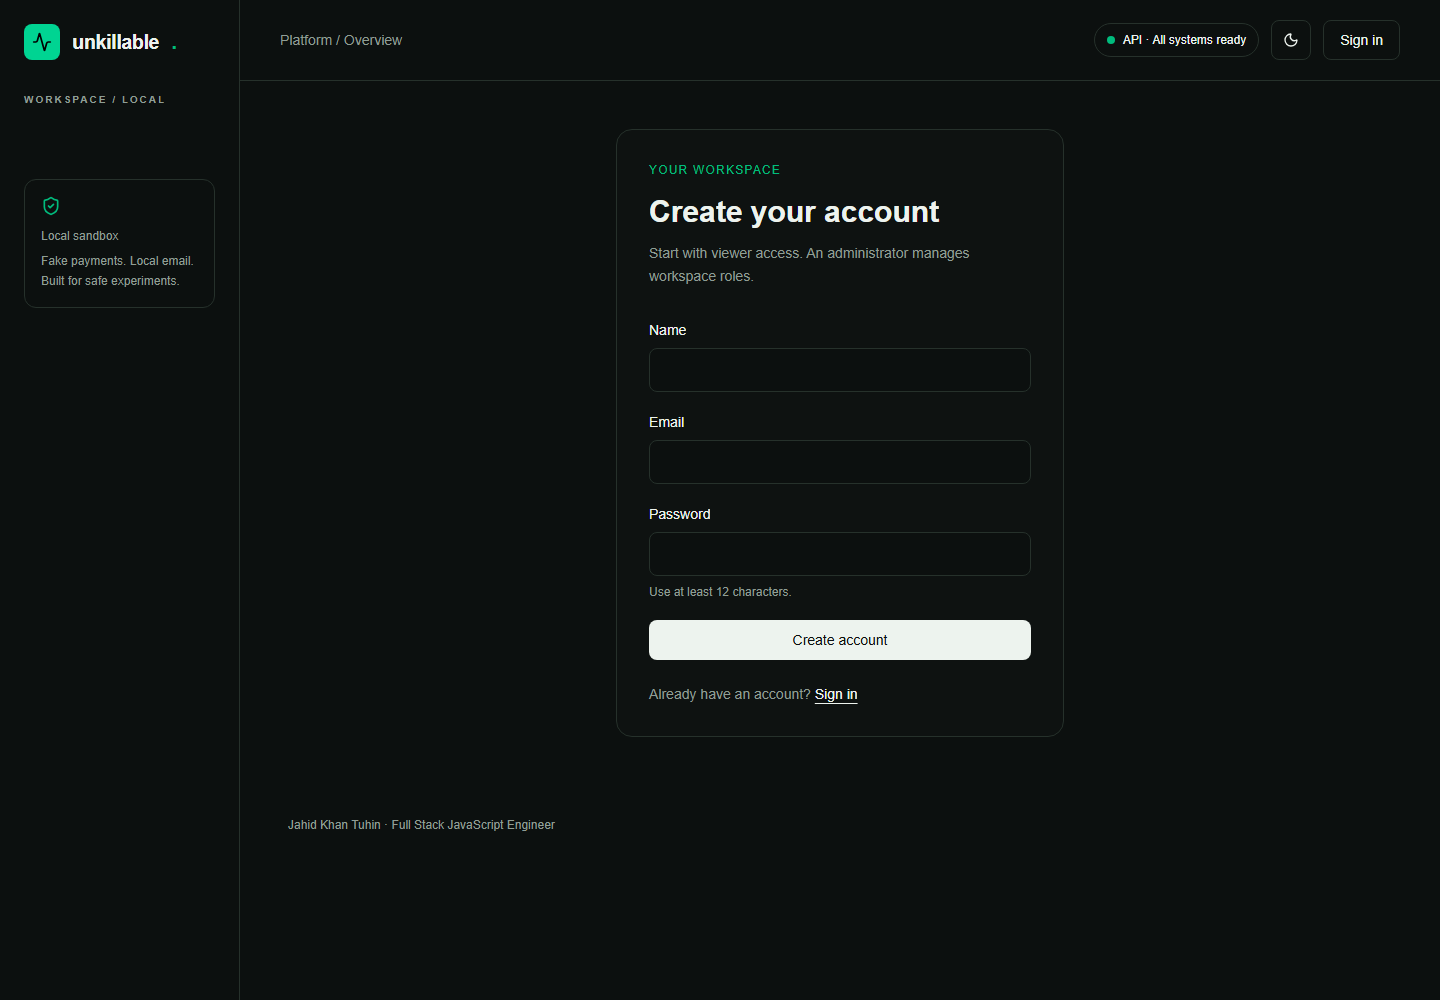 unkillable .
WORKSPACE / LOCAL
Local sandbox
Fake payments. Local email.
Built for safe experiments.
Platform / Overview
API · All systems ready
Sign in
YOUR WORKSPACE
Create your account
Start with viewer access. An administrator manages
workspace roles.
Name
Email
Password
Use at least 12 characters.
Create account
Already have an account? Sign in
Jahid Khan Tuhin · Full Stack JavaScript Engineer